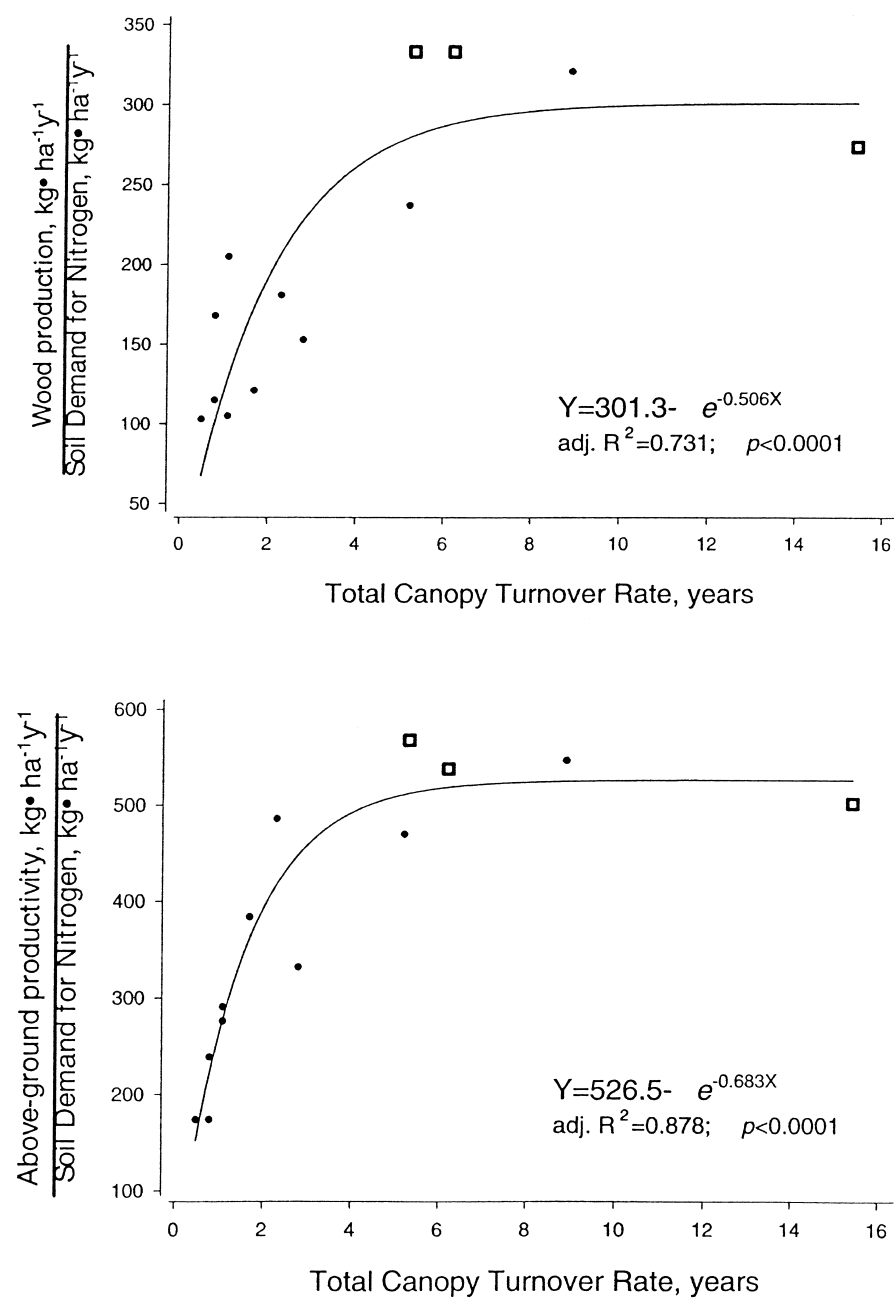 350
300
250
200
150
100
50
Wood production, kg• ha⁻¹y⁻¹
Soil Demand for Nitrogen, kg• ha⁻¹y⁻¹
Y=301.3- e⁻⁰·⁵⁰⁶ˣ
adj. R²=0.731; p<0.0001
0 2 4 6 8 10 12 14 16
Total Canopy Turnover Rate, years
600
500
400
300
200
100
Above-ground productivity, kg• ha⁻¹y⁻¹
Soil Demand for Nitrogen, kg• ha⁻¹y⁻¹
Y=526.5- e⁻⁰·⁶⁸³ˣ
adj. R²=0.878; p<0.0001
0 2 4 6 8 10 12 14 16
Total Canopy Turnover Rate, years